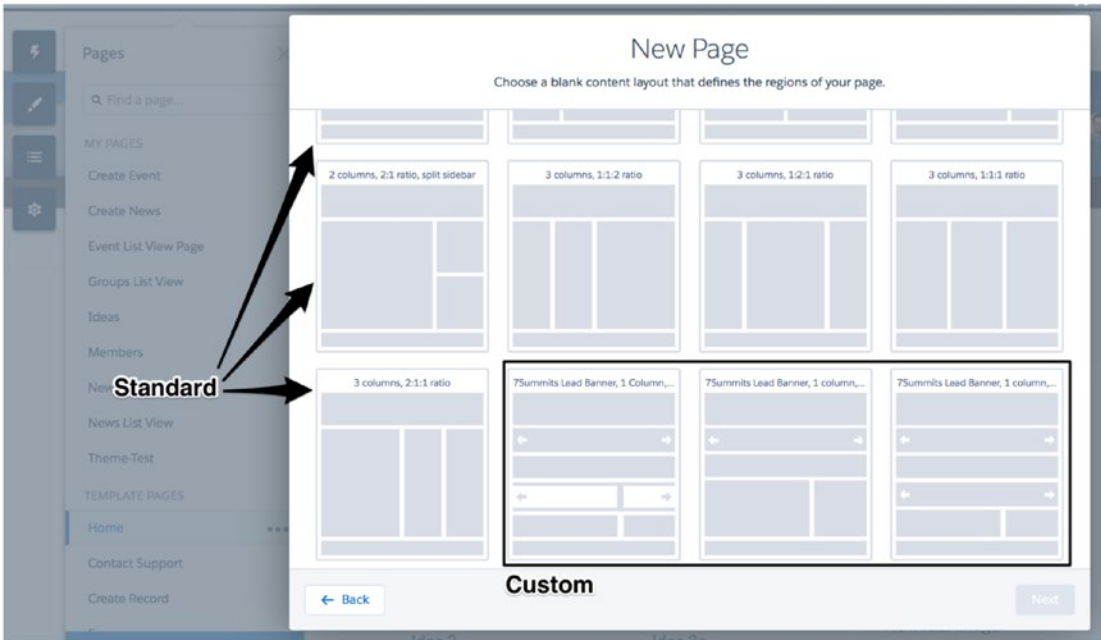 New Page
Choose a blank content layout that defines the regions of your page.
Pages
Find a page...
MY PAGES
Create Event
Create News
Event List View Page
Groups List View
Ideas
Members
New
News List View
Theme-Test
TEMPLATE PAGES
Home
Contact Support
Create Record
2 columns, 2:1 ratio, split sidebar
3 columns, 1:1:2 ratio
3 columns, 1:2:1 ratio
3 columns, 1:1:1 ratio
Standard
3 columns, 2:1:1 ratio
7Summits Lead Banner, 1 Column,...
7Summits Lead Banner, 1 column,...
7Summits Lead Banner, 1 column,...
Custom
Back
Next